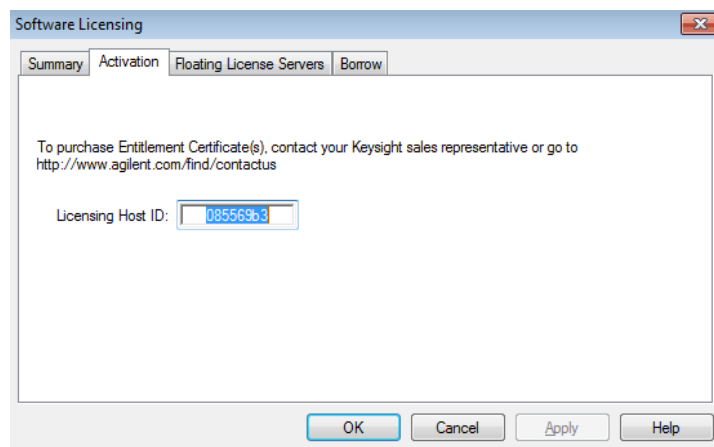 Software Licensing
Summary Activation Floating License Servers Borrow
To purchase Entitlement Certificate(s), contact your Keysight sales representative or go to
http://www.agilent.com/find/contactus
Licensing Host ID: 085569b3
OK Cancel Apply Help